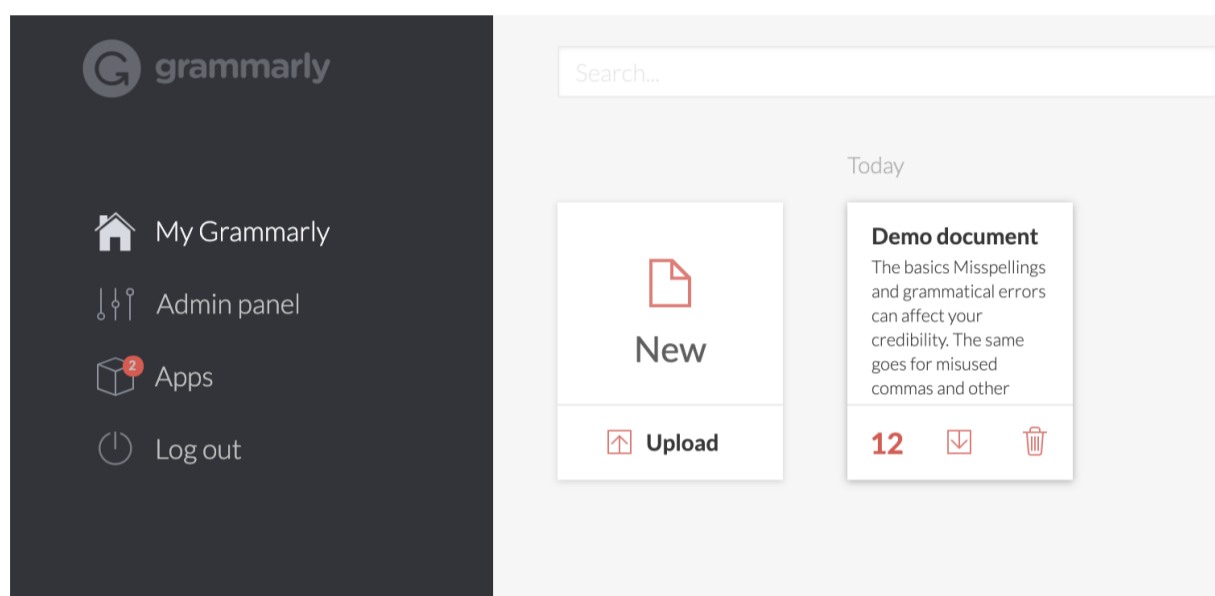 grammarly
My Grammarly
Admin panel
2
Apps
Log out
Search...
Today
New
Upload
Demo document
The basics Misspellings
and grammatical errors
can affect your
credibility. The same
goes for misused
commas and other
12